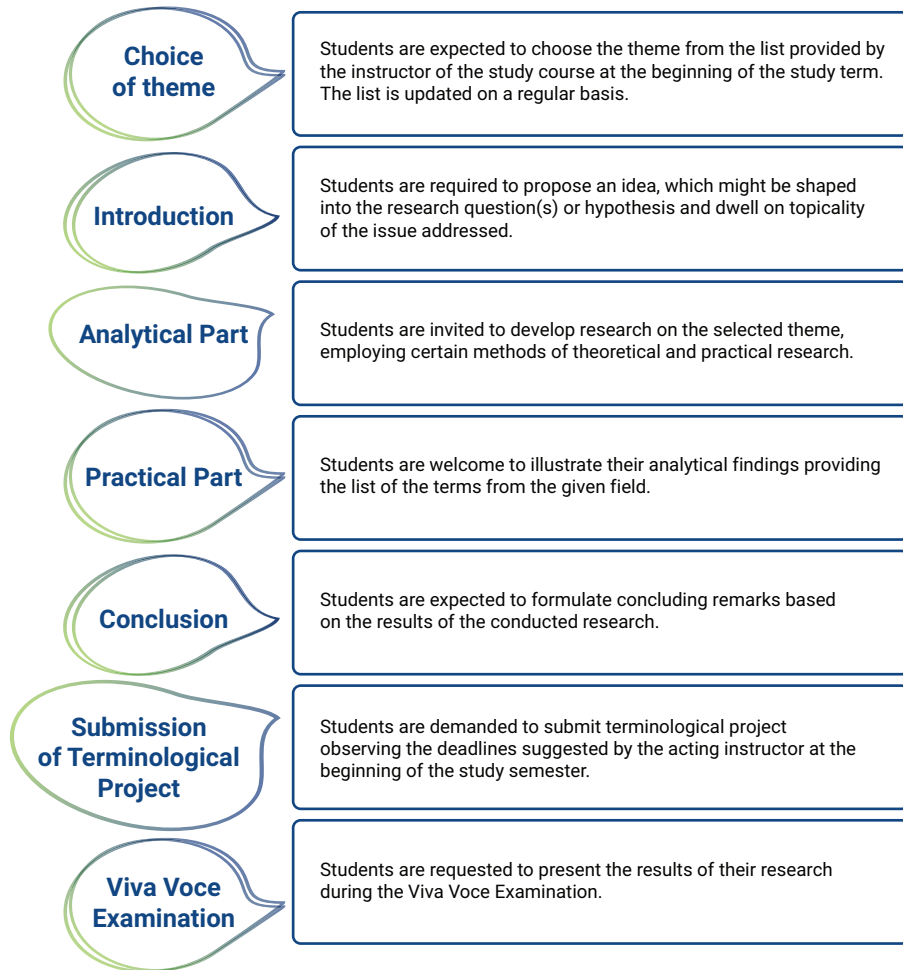 Choice
of theme
Students are expected to choose the theme from the list provided by
the instructor of the study course at the beginning of the study term.
The list is updated on a regular basis.
Introduction
Students are required to propose an idea, which might be shaped
into the research question(s) or hypothesis and dwell on topicality
of the issue addressed.
Analytical Part
Students are invited to develop research on the selected theme,
employing certain methods of theoretical and practical research.
Practical Part
Students are welcome to illustrate their analytical findings providing
the list of the terms from the given field.
Conclusion
Students are expected to formulate concluding remarks based
on the results of the conducted research.
Submission
of Terminological
Project
Students are demanded to submit terminological project
observing the deadlines suggested by the acting instructor at the
beginning of the study semester.
Viva Voce
Examination
Students are requested to present the results of their research
during the Viva Voce Examination.